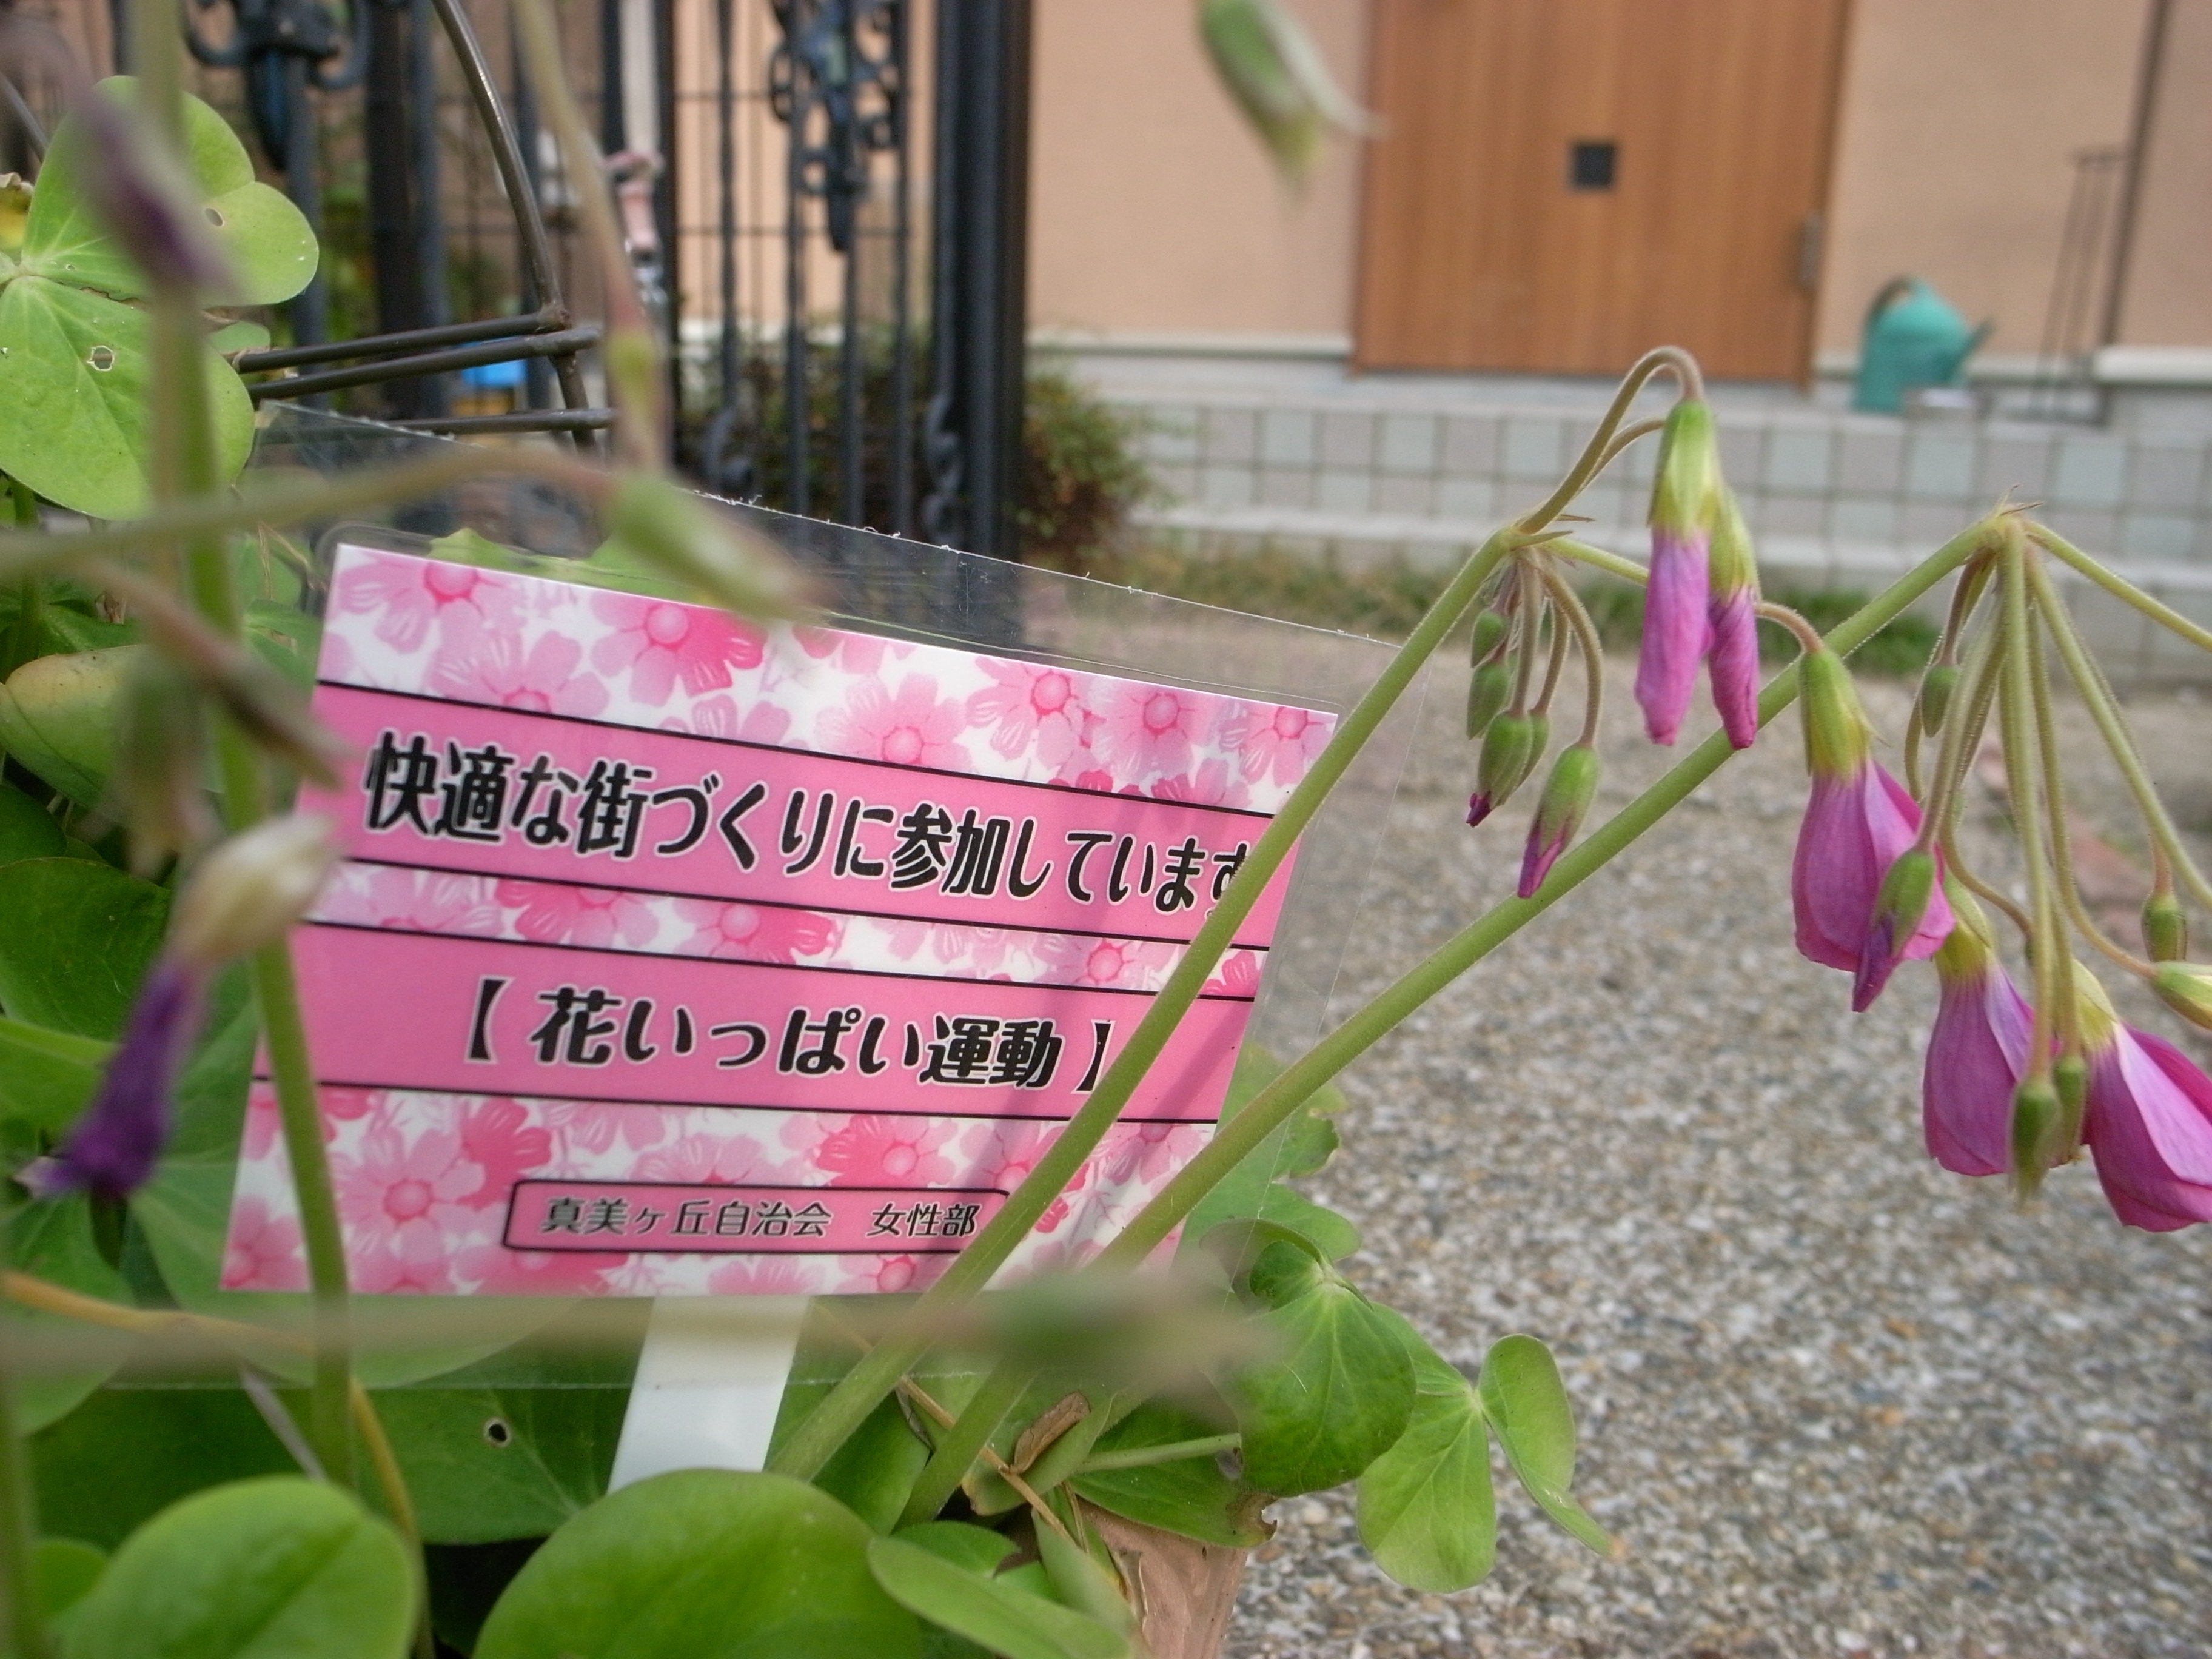 快適な街づくりに参加しています
【花いっぱい運動】
真美ヶ丘自治会　女性部